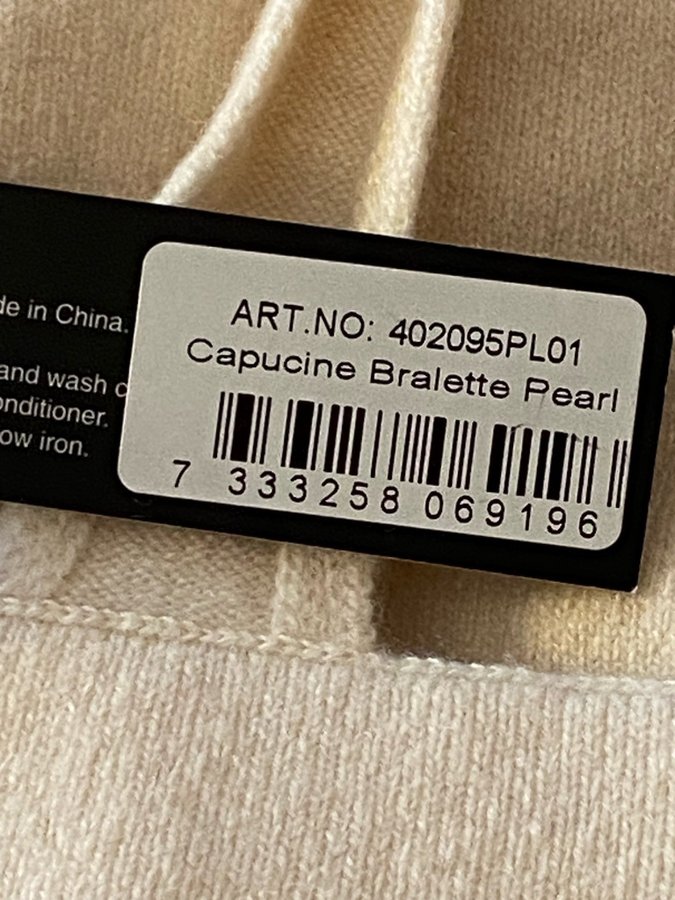 de in China.
and wash c
onditioner.
ow iron.
ART.NO: 402095PL01
Capucine Bralette Pearl
7 333258 069196